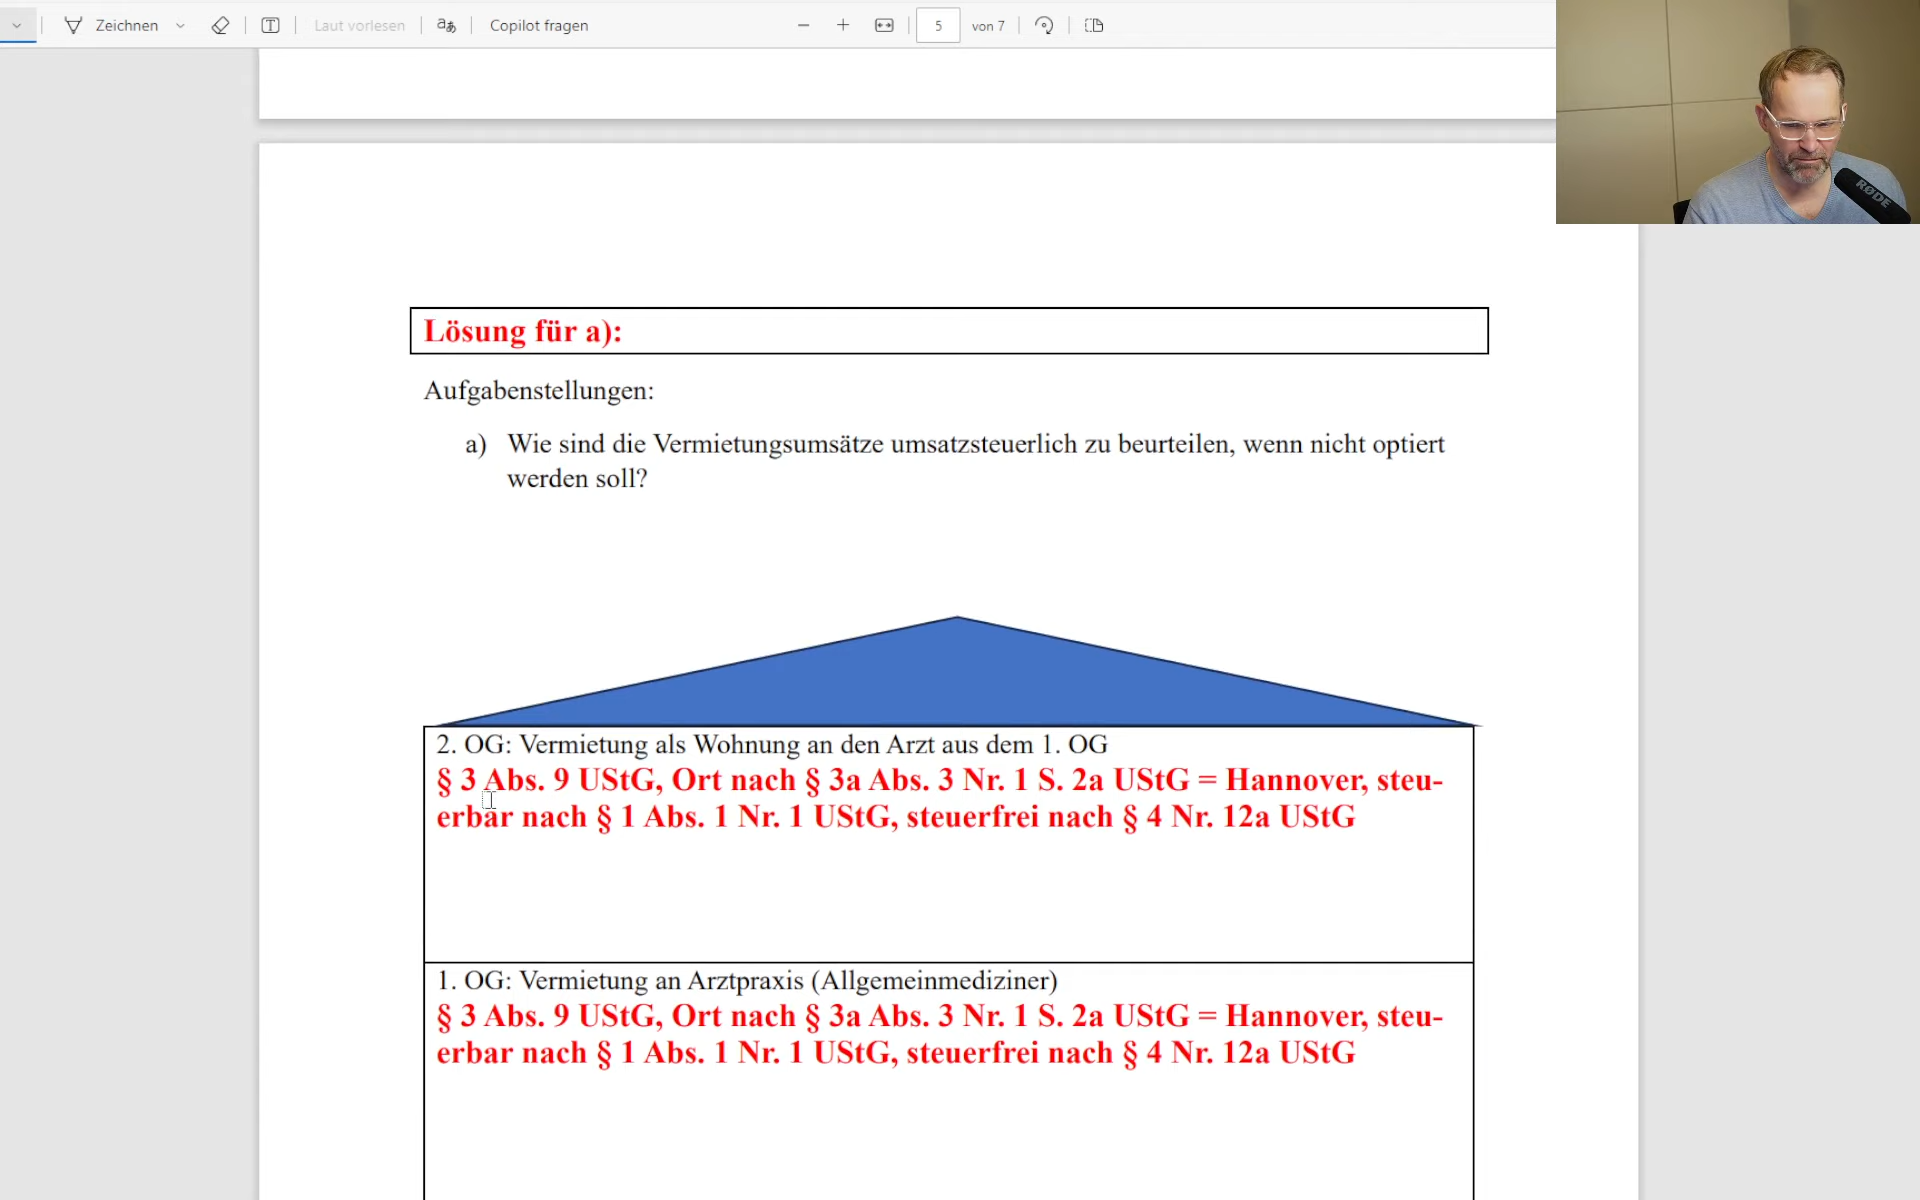 Zeichnen
Laut vorlesen
aあ
Copilot fragen
5
von 7
RØDE
Lösung für a):
Aufgabenstellungen:
a) Wie sind die Vermietungsumsätze umsatzsteuerlich zu beurteilen, wenn nicht optiert
werden soll?
2. OG: Vermietung als Wohnung an den Arzt aus dem 1. OG
§ 3 Abs. 9 UStG, Ort nach § 3a Abs. 3 Nr. 1 S. 2a UStG = Hannover, steu-
erbar nach § 1 Abs. 1 Nr. 1 UStG, steuerfrei nach § 4 Nr. 12a UStG
1. OG: Vermietung an Arztpraxis (Allgemeinmediziner)
§ 3 Abs. 9 UStG, Ort nach § 3a Abs. 3 Nr. 1 S. 2a UStG = Hannover, steu-
erbar nach § 1 Abs. 1 Nr. 1 UStG, steuerfrei nach § 4 Nr. 12a UStG